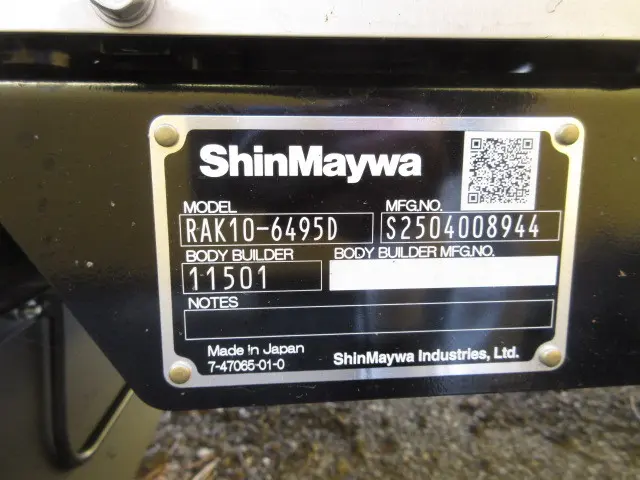 ShinMaywa
MODEL MFG.NO.
RAK10-6495D S2504008944
BODY BUILDER BODY BUILDER MFG.NO.
11501
NOTES
Made in Japan
7-47065-01-0 ShinMaywa Industries, Ltd.